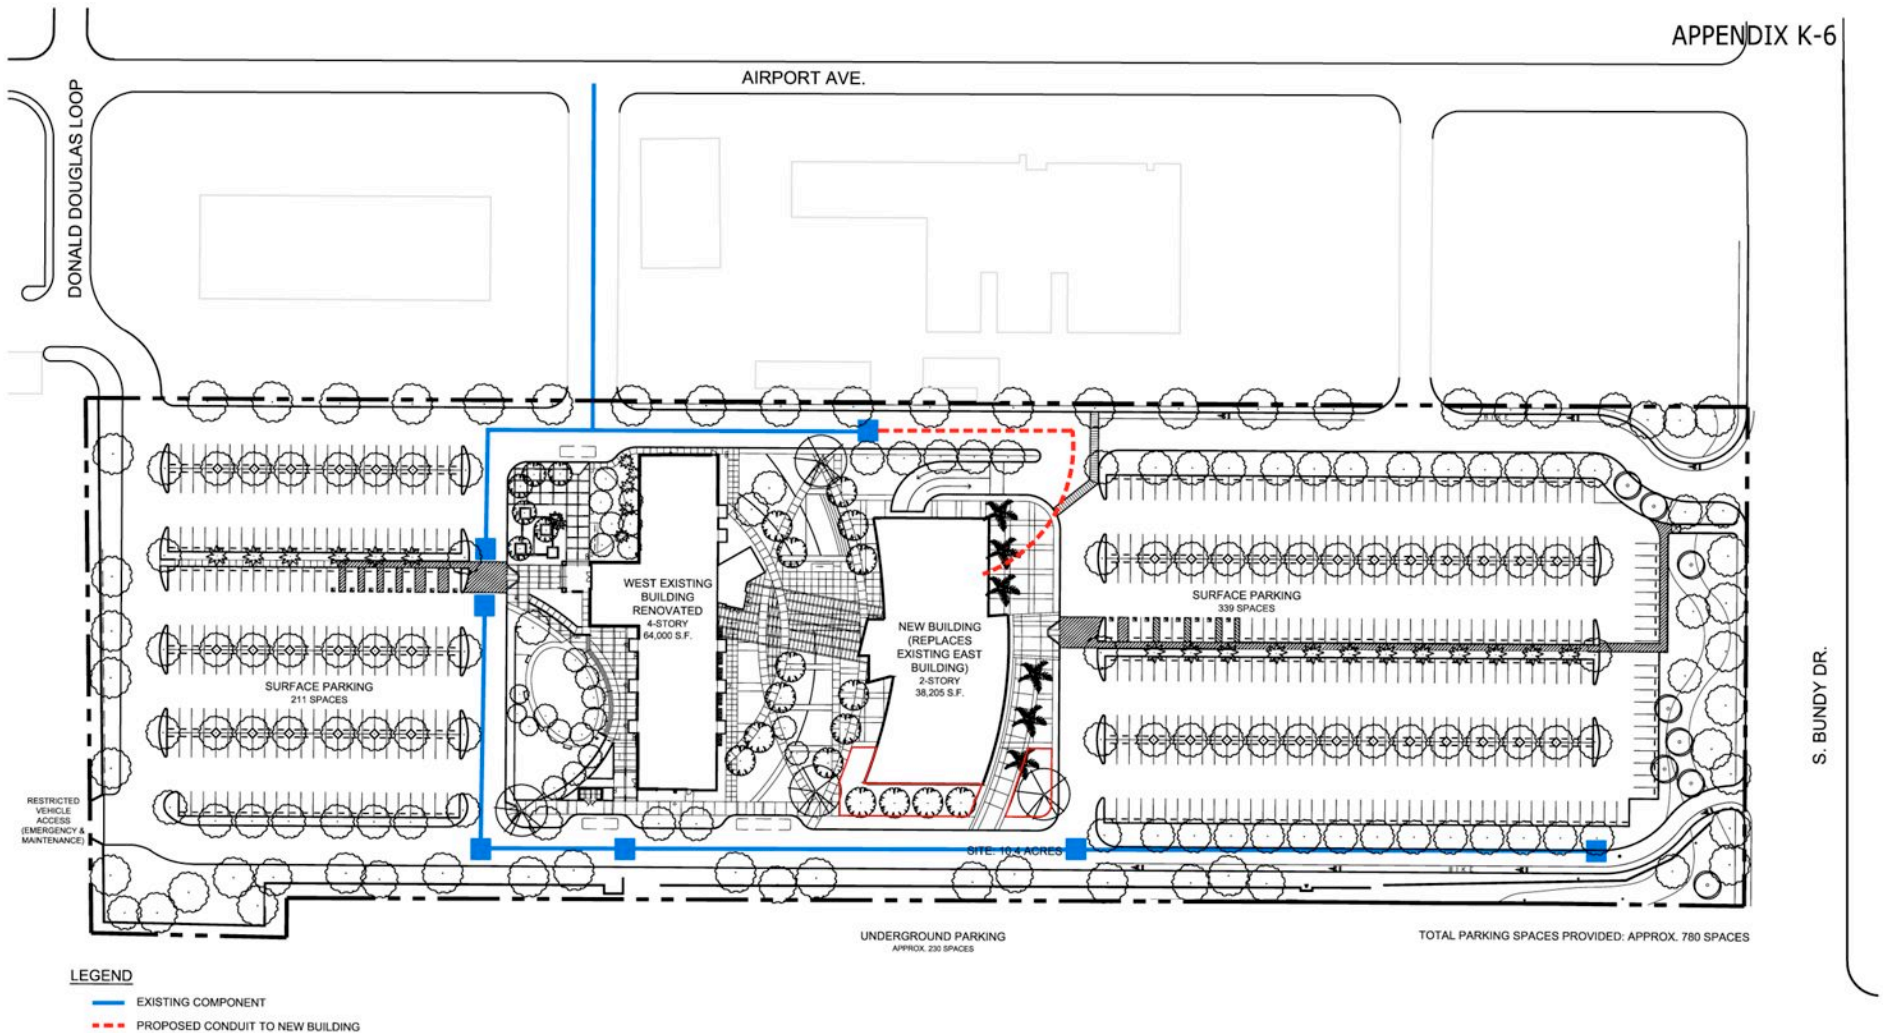 APPENDIX K-6
AIRPORT AVE.
DONALD DOUGLAS LOOP
WEST EXISTING
BUILDING
RENOVATED
4-STORY
64,000 S.F.
NEW BUILDING
(REPLACES
EXISTING EAST
BUILDING)
2-STORY
38,205 S.F.
SURFACE PARKING
339 SPACES
SURFACE PARKING
211 SPACES
S. BUNDY DR.
RESTRICTED
VEHICLE
ACCESS
(EMERGENCY &
MAINTENANCE)
SITE: 10.4 ACRES
UNDERGROUND PARKING
APPROX. 230 SPACES
TOTAL PARKING SPACES PROVIDED: APPROX. 780 SPACES
LEGEND
EXISTING COMPONENT
PROPOSED CONDUIT TO NEW BUILDING